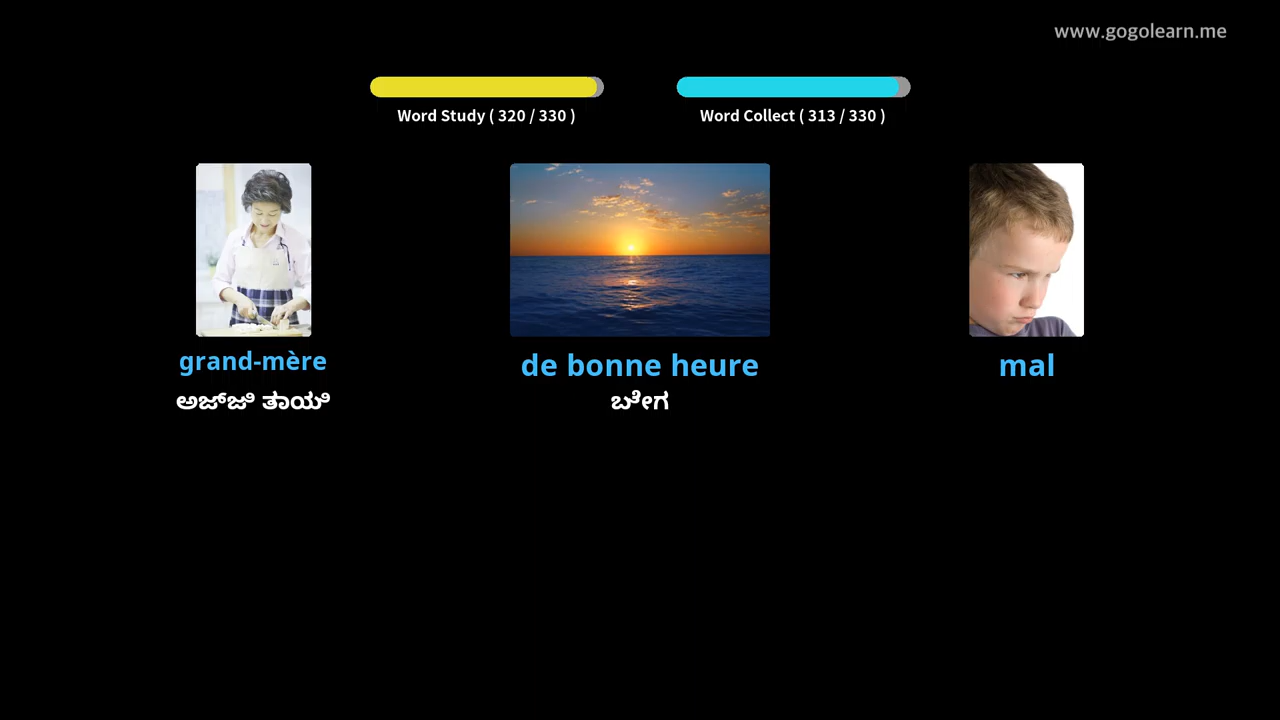 www.gogolearn.me
Word Study ( 320 / 330 )
Word Collect ( 313 / 330 )
grand-mère
de bonne heure
mal
ಅಜ್ಜಿ ತಾಯಿ
ಬೇಗ